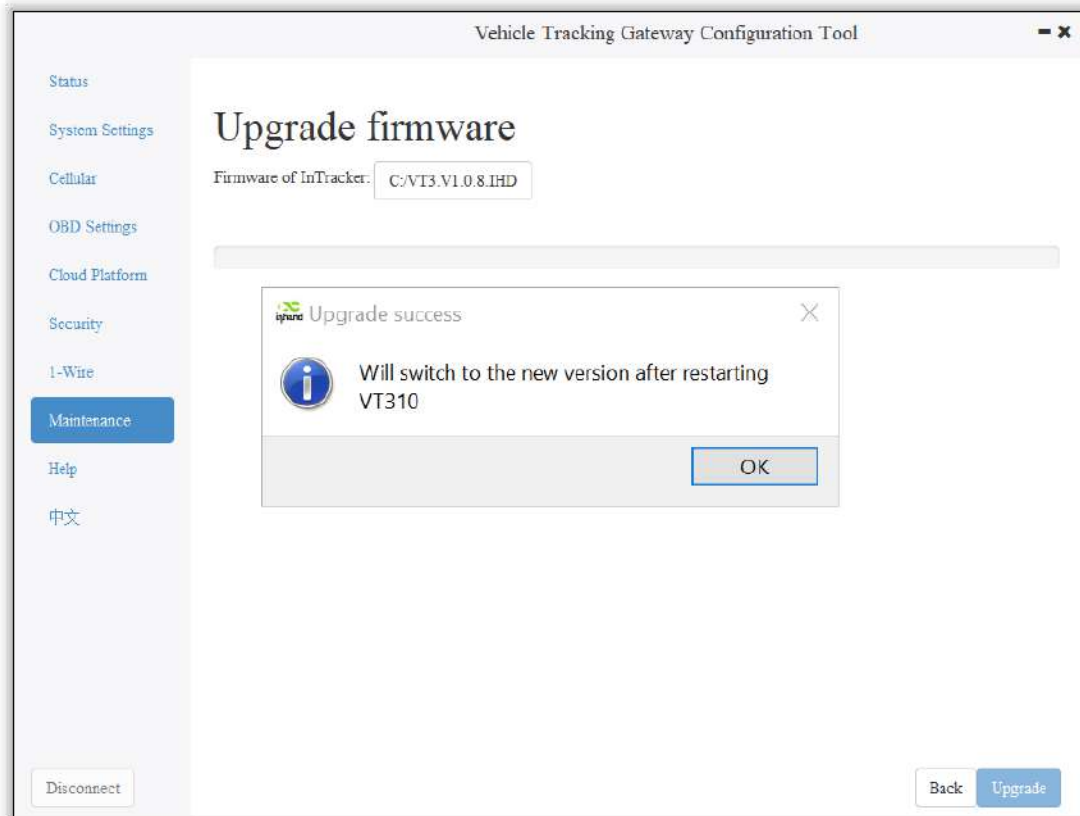 Vehicle Tracking Gateway Configuration Tool
Status
System Settings
Cellular
OBD Settings
Cloud Platform
Security
1-Wire
Maintenance
Help
中文
Disconnect
Upgrade firmware
Firmware of InTracker: C:/VT3.V1.0.8.IHD
inhand Upgrade success
Will switch to the new version after restarting
VT310
OK
Back Upgrade